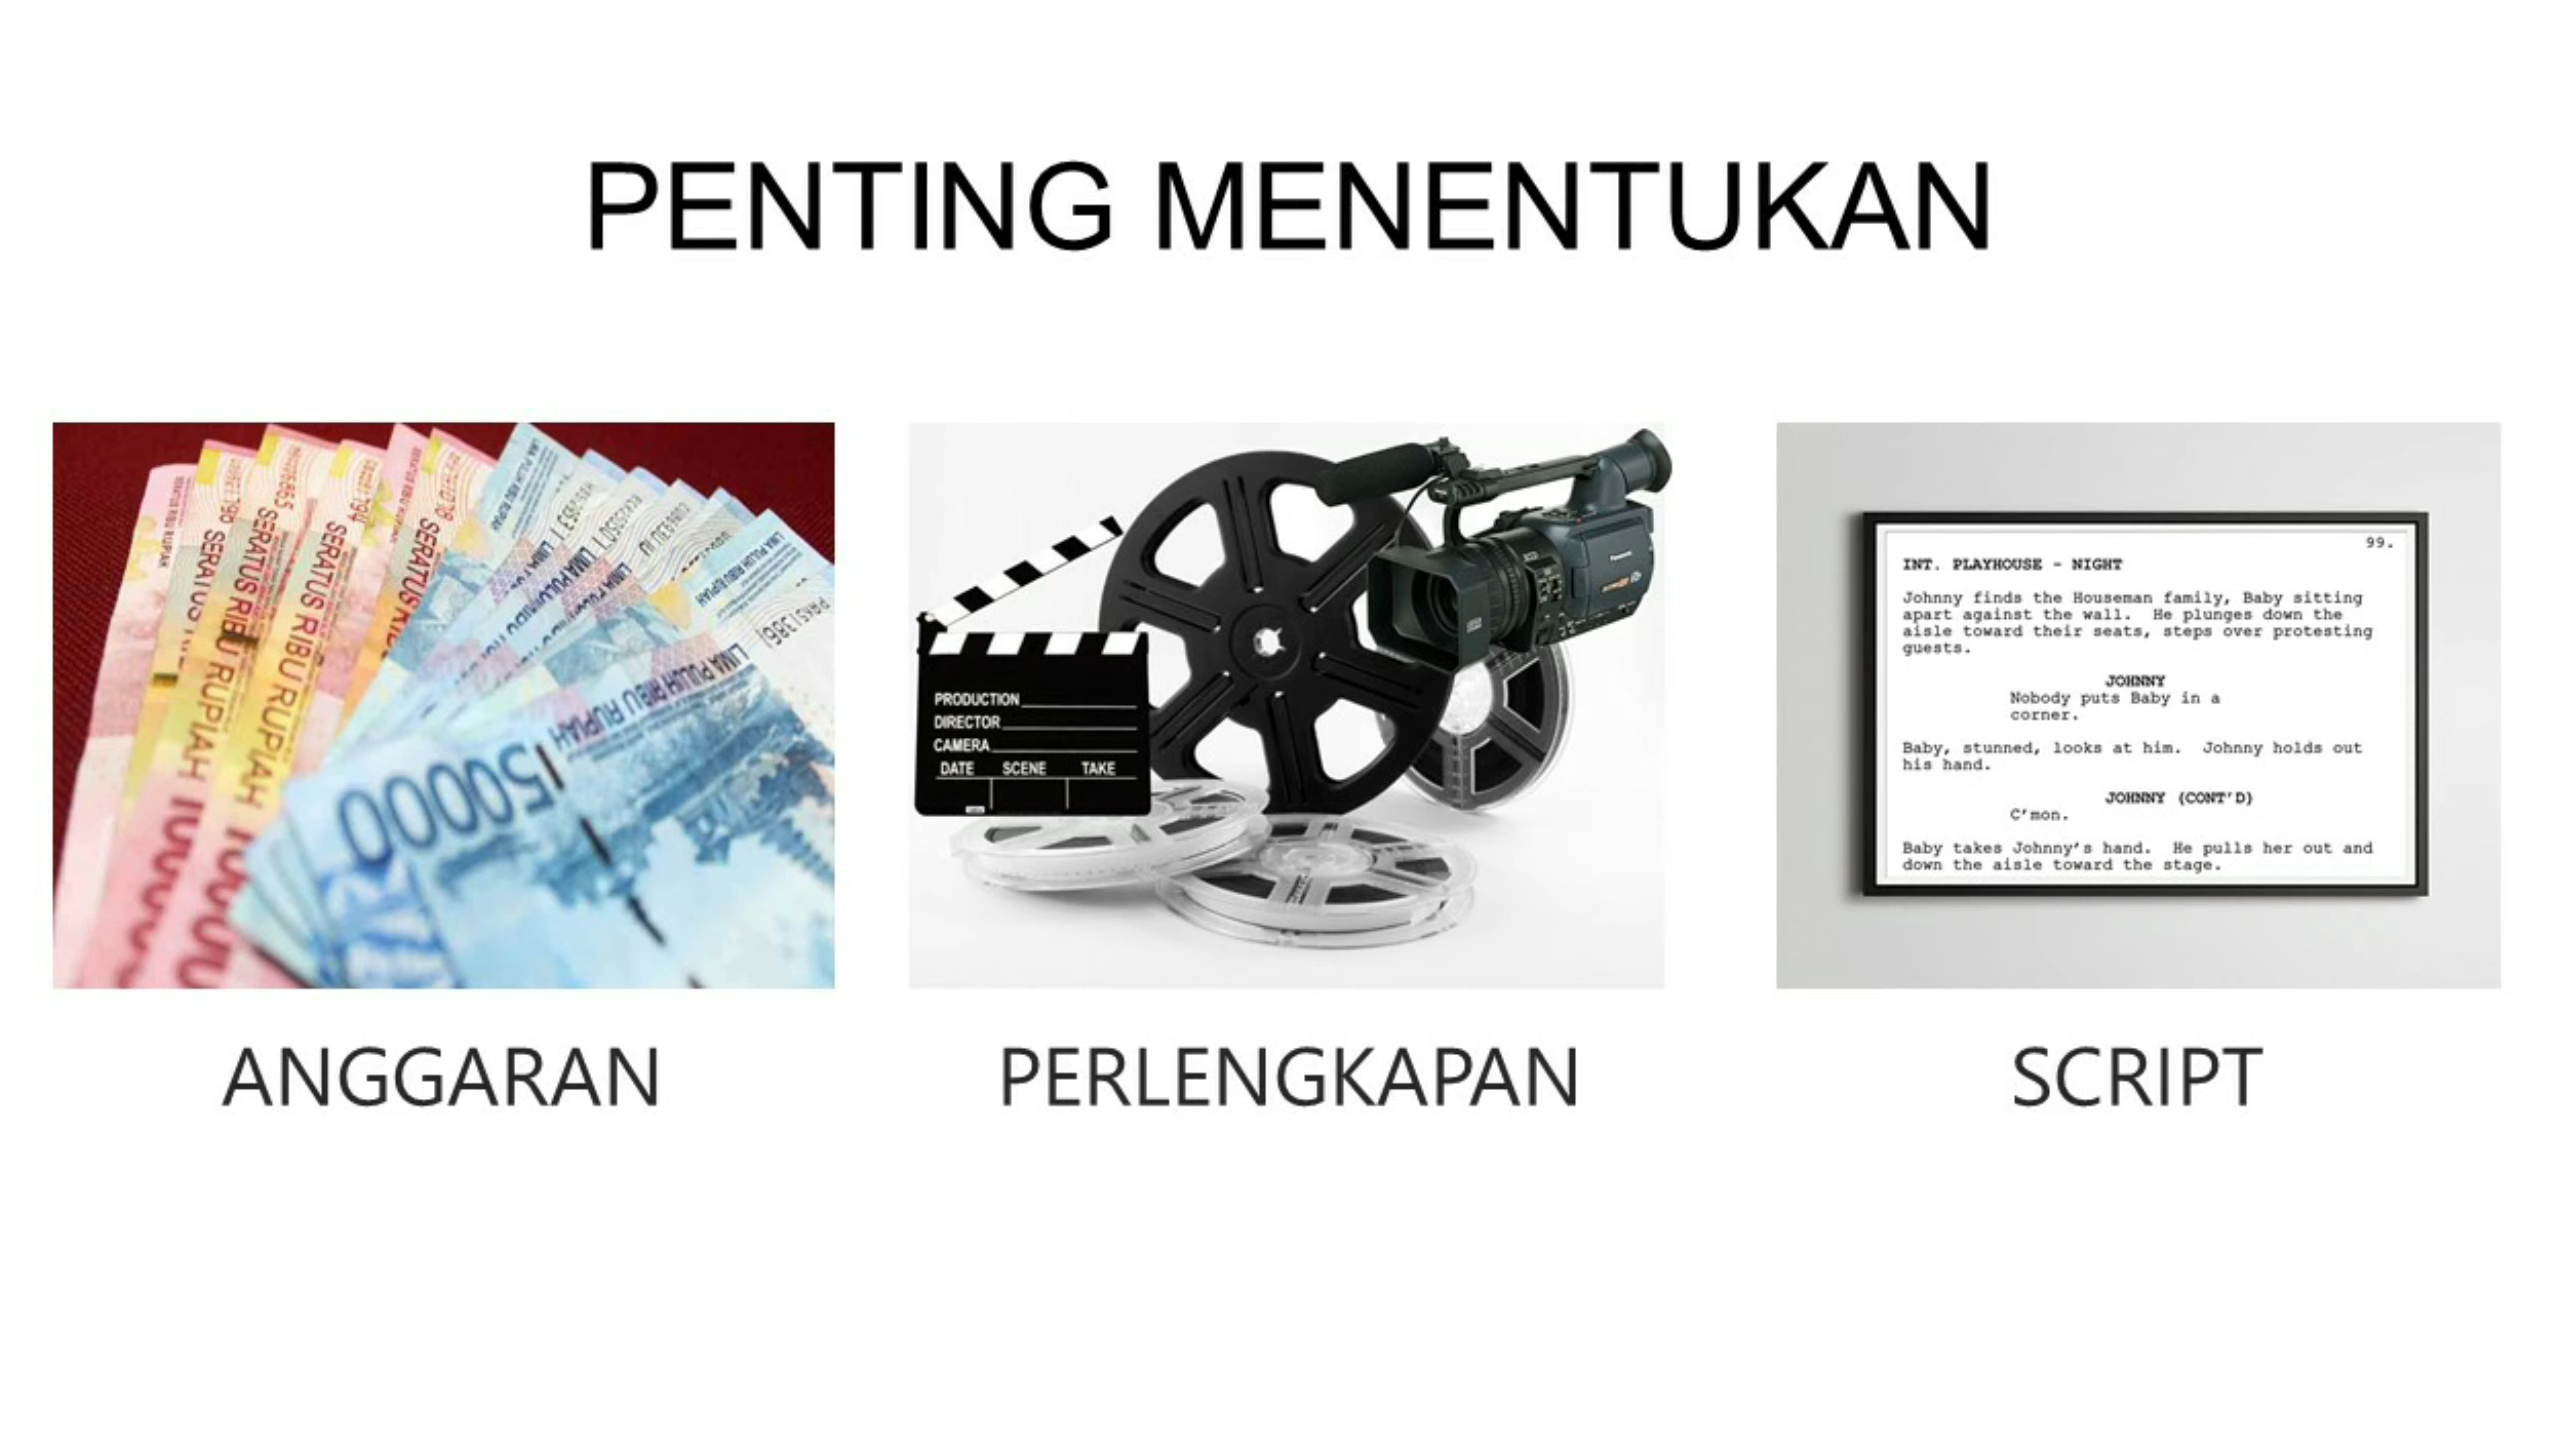 PENTING MENENTUKAN
SERATUS RIBU RUPIAH
SERATUS RIBU RUPIAH
SERATUS
LIMA PULUH RIBU RUPIAH
50000
PRODUCTION
DIRECTOR
CAMERA
DATE SCENE TAKE
Panasonic
99.
INT. PLAYHOUSE - NIGHT
Johnny finds the Houseman family, Baby sitting
apart against the wall. He plunges down the
aisle toward their seats, steps over protesting
guests.
JOHNNY
Nobody puts Baby in a
corner.
Baby, stunned, looks at him. Johnny holds out
his hand.
JOHNNY (CONT'D)
C'mon.
Baby takes Johnny's hand. He pulls her out and
down the aisle toward the stage.
ANGGARAN
PERLENGKAPAN
SCRIPT